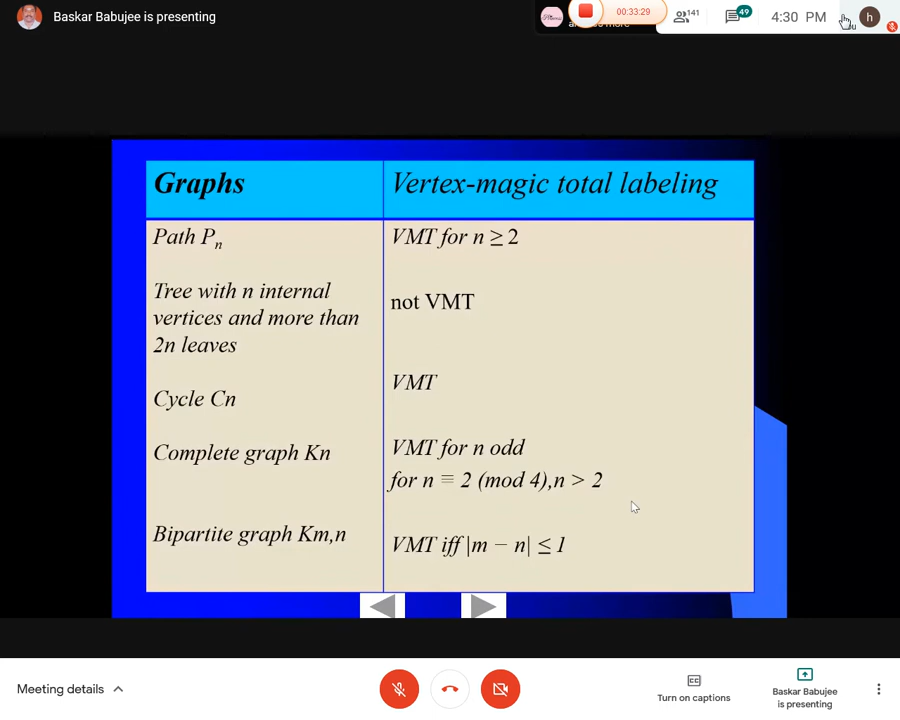 Baskar Babujee is presenting
00:33:29
141
49
4:30 PM
h
Graphs
Vertex-magic total labeling
Path Pn
VMT for n ≥ 2
Tree with n internal
vertices and more than
2n leaves
not VMT
Cycle Cn
VMT
Complete graph Kn
VMT for n odd
for n ≡ 2 (mod 4),n > 2
Bipartite graph Km,n
VMT iff |m − n| ≤ 1
Meeting details
CC
Turn on captions
Baskar Babujee
is presenting